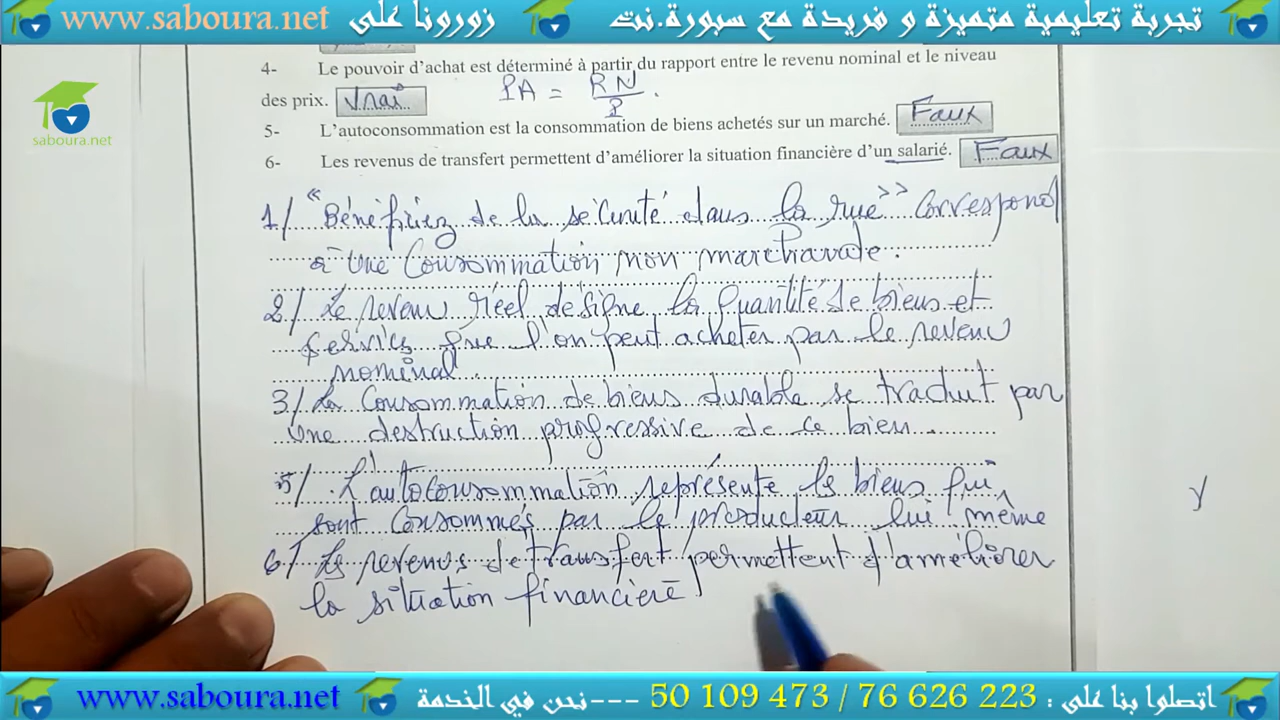 www.saboura.net زورونا على تجربة تعليمية متميزة و فريدة مع سبورة.نت
saboura.net
4- Le pouvoir d'achat est déterminé à partir du rapport entre le revenu nominal et le niveau
des prix. Vrai PA = RN/P.
5- L'autoconsommation est la consommation de biens achetés sur un marché. Faux
6- Les revenus de transfert permettent d'améliorer la situation financière d'un salarié. Faux
1/ "Bénéficiez de la sécurité dans la rue" correspond
à une consommation non marchande.
2/ Le revenu réel désigne la quantité de biens et
services que l'on peut acheter par le revenu
nominal.
3/ La consommation de biens durable se traduit par
une destruction progressive de ce bien.
5/ L'autoconsommation représente les biens qui
sont consommés par le producteur lui même
6/ Les revenus de transfert permettent d'améliorer
la situation financière
www.saboura.net اتصلوا بنا على : 223 626 76 / 473 109 50 ---نحن في الخدمة